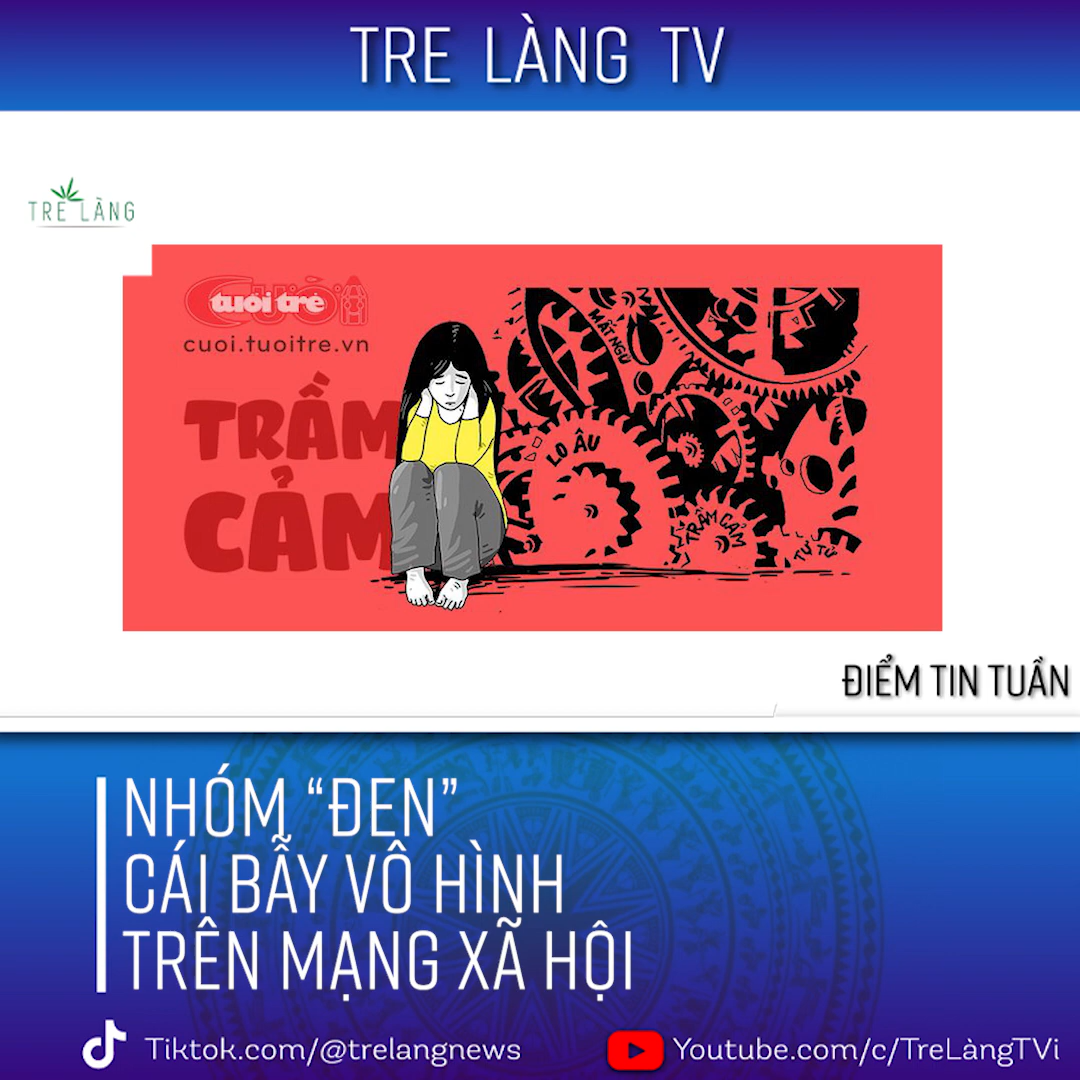 TRE LÀNG TV
TRE LÀNG
Cười
tuổi trẻ
cuoi.tuoitre.vn
TRẦM
CẢM
MẤT NGỦ
LO ÂU
TRẦM CẢM
TỰ TỬ
ĐIỂM TIN TUẦN
NHÓM “ĐEN”
CÁI BẪY VÔ HÌNH
TRÊN MẠNG XÃ HỘI
Tiktok.com/@trelangnews
Youtube.com/c/TreLàngTVi